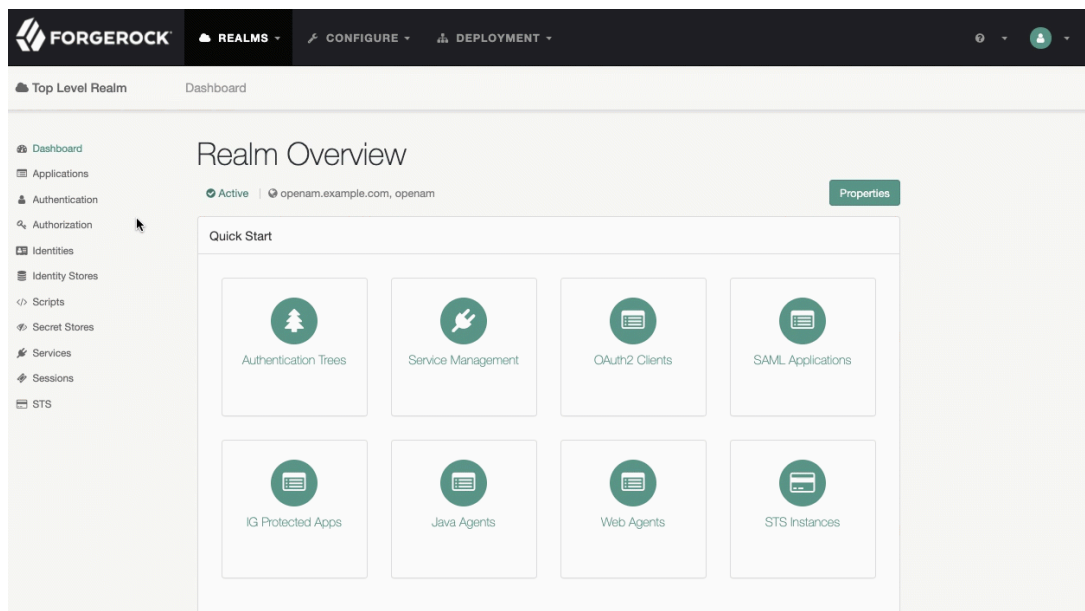 FORGEROCK REALMS CONFIGURE DEPLOYMENT
Top Level Realm Dashboard
Dashboard
Applications
Authentication
Authorization
Identities
Identity Stores
Scripts
Secret Stores
Services
Sessions
STS
Realm Overview
Active | openam.example.com, openam Properties
Quick Start
Authentication Trees Service Management OAuth2 Clients SAML Applications
IG Protected Apps Java Agents Web Agents STS Instances